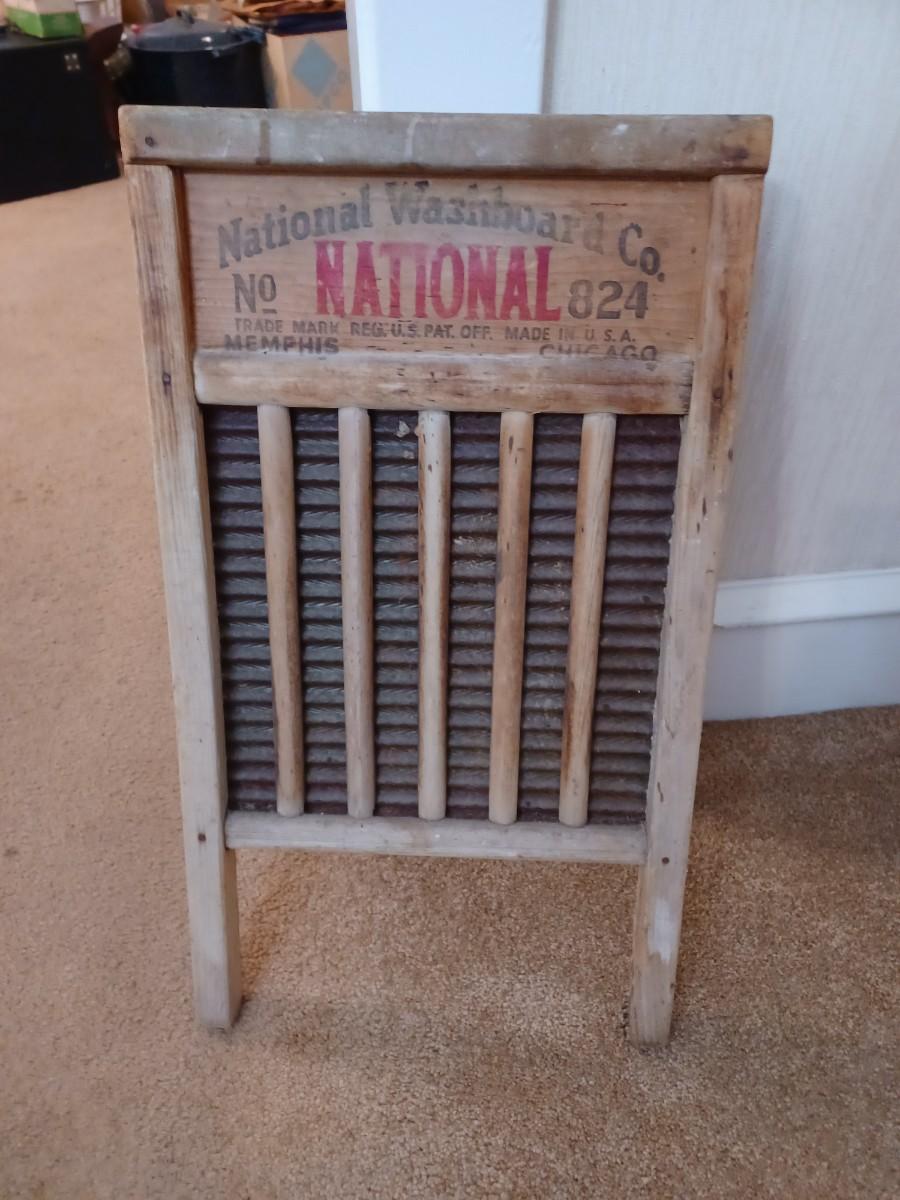 National Washboard Co.
No NATIONAL 824
TRADE MARK REG. U.S. PAT. OFF. MADE IN U.S.A.
MEMPHIS CHICAGO